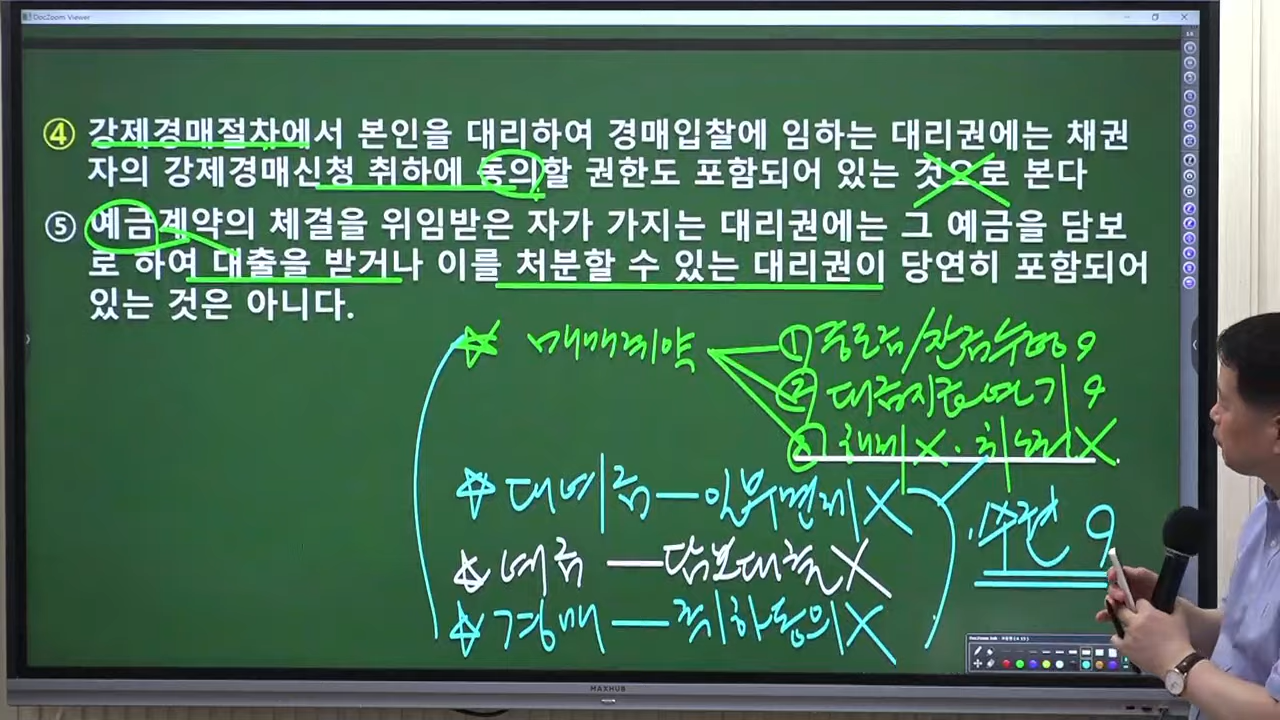 DocZoom Viewer
④ 강제경매절차에서 본인을 대리하여 경매입찰에 임하는 대리권에는 채권
자의 강제경매신청 취하에 동의할 권한도 포함되어 있는 것으로 본다
⑤ 예금계약의 체결을 위임받은 자가 가지는 대리권에는 그 예금을 담보
로 하여 대출을 받거나 이를 처분할 수 있는 대리권이 당연히 포함되어
있는 것은 아니다.
☆ 매매계약
① 중도금/잔금수령 O
② 대금지급연기 O
③ 해제 X · 취소 X
☆ 대여금 — 일부면제 X
수권 O
☆ 예금 — 담보대출 X
☆ 경매 — 취하동의 X
MAXHUB